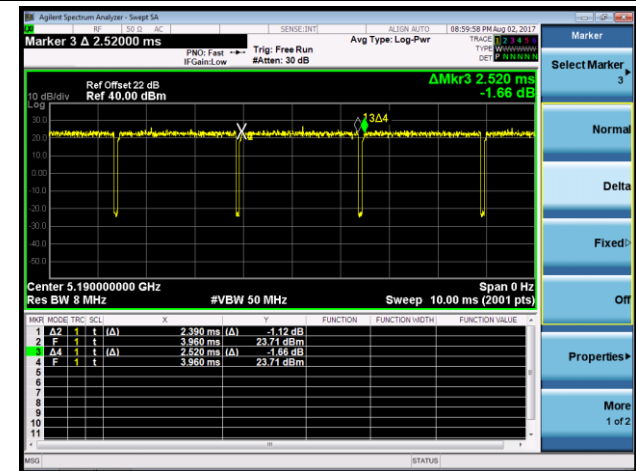 Agilent Spectrum Analyzer - Swept SA
RF 50 Ω AC SENSE:INT ALIGN AUTO 08:59:58 PM Aug 02, 2017
Marker 3 Δ 2.52000 ms
PNO: Fast
IFGain:Low
Trig: Free Run
#Atten: 30 dB
Avg Type: Log-Pwr
TRACE 1 2 3 4 5 6
TYPE WWWWWW
DET P NNNNN
Ref Offset 22 dB
10 dB/div Ref 40.00 dBm
ΔMkr3 2.520 ms
-1.66 dB
Log
30.0
20.0
10.0
0.00
-10.0
-20.0
-30.0
-40.0
-50.0
X
13Δ4
Center 5.190000000 GHz Span 0 Hz
Res BW 8 MHz #VBW 50 MHz Sweep 10.00 ms (2001 pts)
MKR MODE TRC SCL X Y FUNCTION FUNCTION WIDTH FUNCTION VALUE
1 Δ2 1 t (Δ) 2.390 ms (Δ) -1.12 dB
2 F 1 t 3.960 ms 23.71 dBm
3 Δ4 1 t (Δ) 2.520 ms (Δ) -1.66 dB
4 F 1 t 3.960 ms 23.71 dBm
5
6
7
8
9
10
11
MSG STATUS
Marker
Select Marker
3
Normal
Delta
Fixed
Off
Properties
More
1 of 2